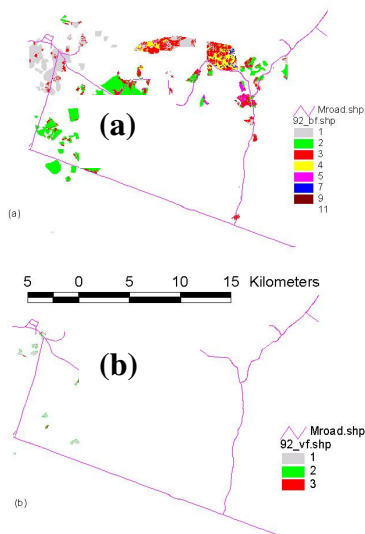 (a)
Mroad.shp
92_bf.shp
1
2
3
4
5
7
9
11
(a)
5 0 5 10 15 Kilometers
(b)
Mroad.shp
92_vf.shp
1
2
3
(b)